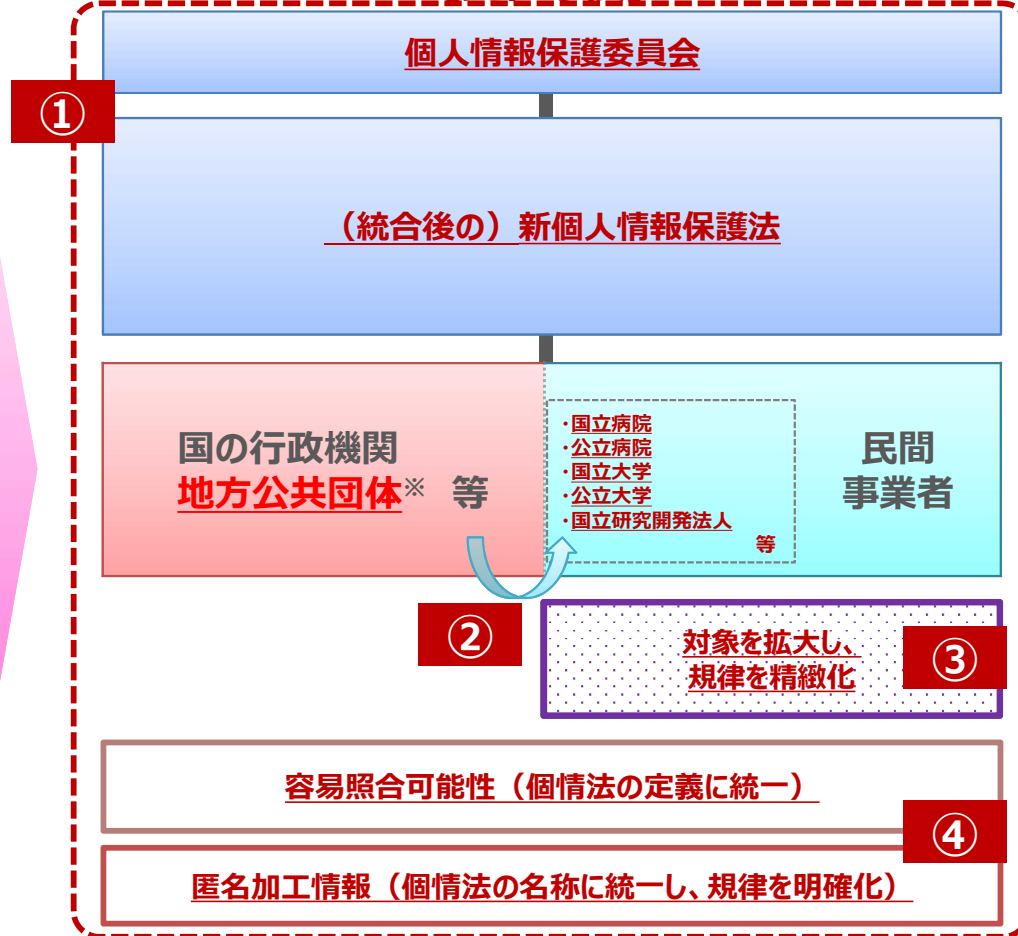 個人情報保護委員会
①
（統合後の）新個人情報保護法
国の行政機関
地方公共団体※ 等
・国立病院
・公立病院
・国立大学
・公立大学
・国立研究開発法人
等
民間
事業者
②
対象を拡大し、
規律を精緻化
③
容易照合可能性（個情法の定義に統一）
④
匿名加工情報（個情法の名称に統一し、規律を明確化）